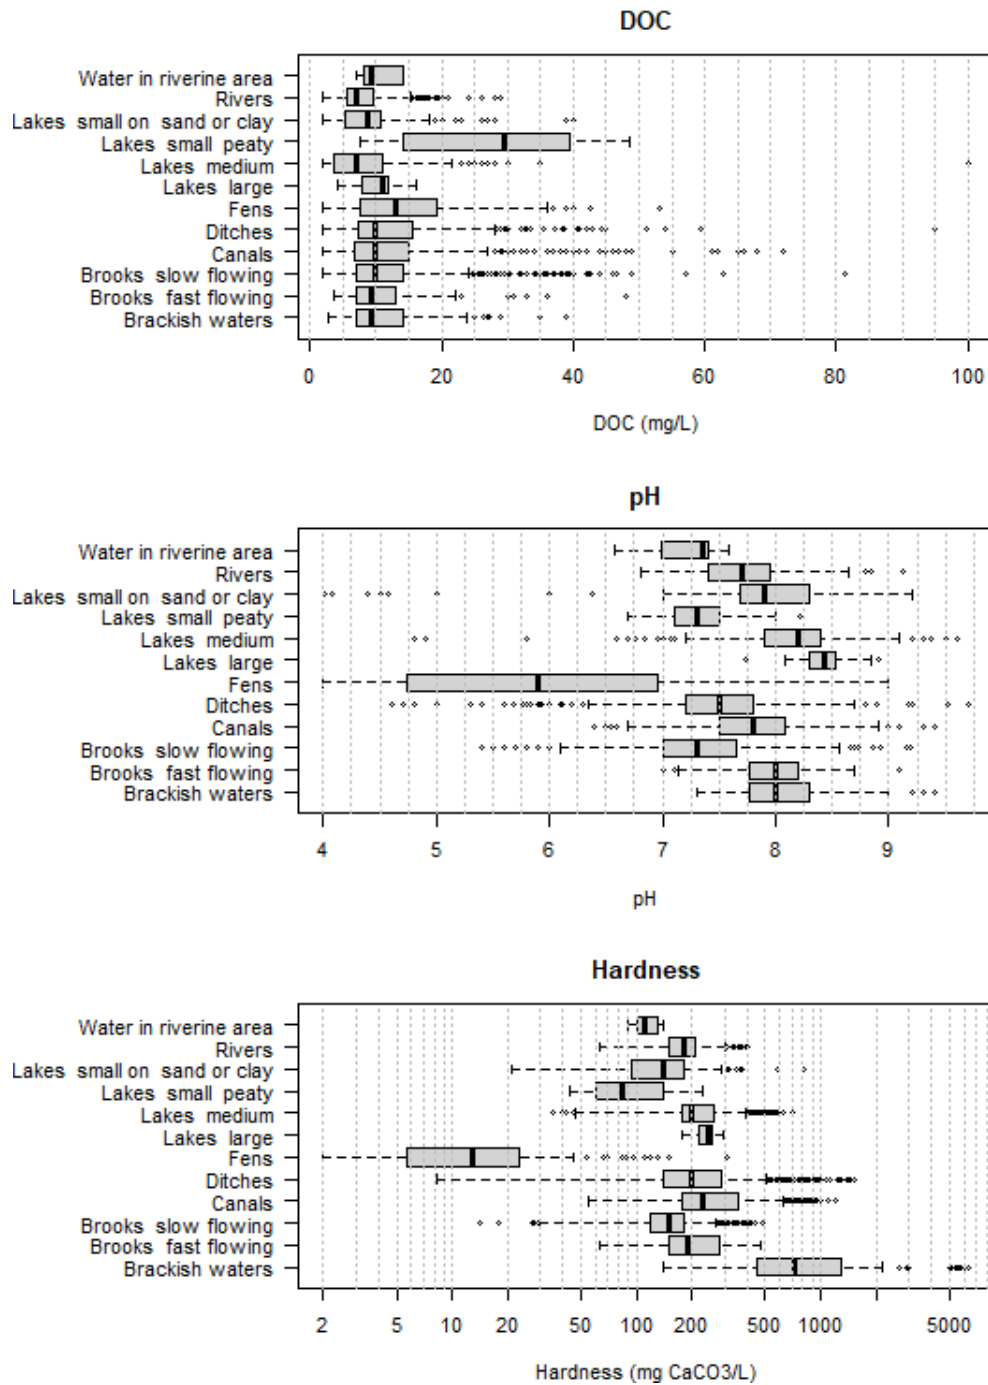 DOC
Water in riverine area
Rivers
Lakes small on sand or clay
Lakes small peaty
Lakes medium
Lakes large
Fens
Ditches
Canals
Brooks slow flowing
Brooks fast flowing
Brackish waters
0 20 40 60 80 100
DOC (mg/L)
pH
Water in riverine area
Rivers
Lakes small on sand or clay
Lakes small peaty
Lakes medium
Lakes large
Fens
Ditches
Canals
Brooks slow flowing
Brooks fast flowing
Brackish waters
4 5 6 7 8 9
pH
Hardness
Water in riverine area
Rivers
Lakes small on sand or clay
Lakes small peaty
Lakes medium
Lakes large
Fens
Ditches
Canals
Brooks slow flowing
Brooks fast flowing
Brackish waters
2 5 10 20 50 100 200 500 1000 5000
Hardness (mg CaCO3/L)